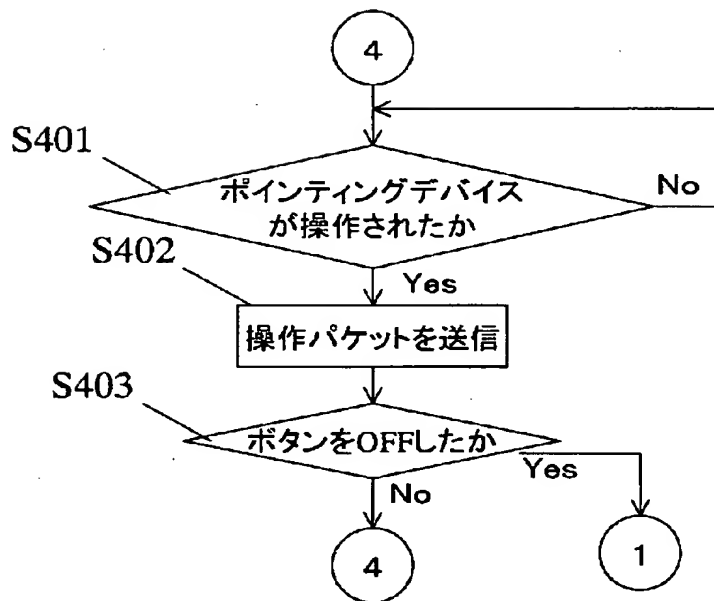 4
S401
ポインティングデバイス
が操作されたか
No
S402
Yes
操作パケットを送信
S403
ボタンをOFFしたか
Yes
No
4
1